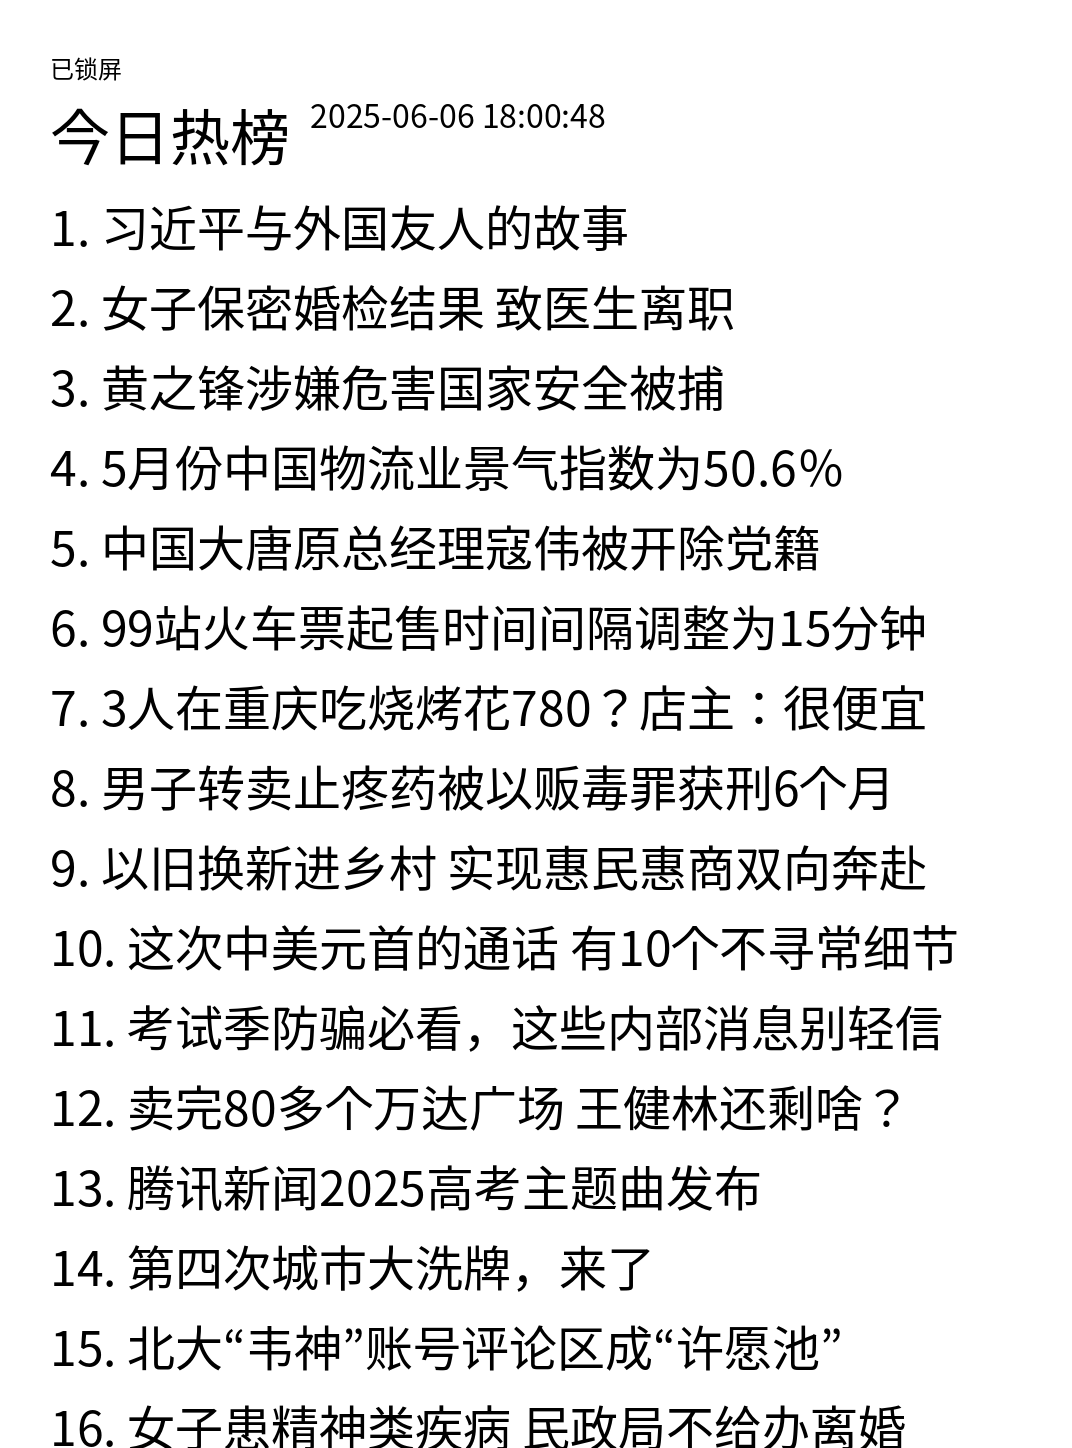 已锁屏
今日热榜 2025-06-06 18:00:48
1. 习近平与外国友人的故事
2. 女子保密婚检结果 致医生离职
3. 黄之锋涉嫌危害国家安全被捕
4. 5月份中国物流业景气指数为50.6%
5. 中国大唐原总经理寇伟被开除党籍
6. 99站火车票起售时间间隔调整为15分钟
7. 3人在重庆吃烧烤花780？店主：很便宜
8. 男子转卖止疼药被以贩毒罪获刑6个月
9. 以旧换新进乡村 实现惠民惠商双向奔赴
10. 这次中美元首的通话 有10个不寻常细节
11. 考试季防骗必看，这些内部消息别轻信
12. 卖完80多个万达广场 王健林还剩啥？
13. 腾讯新闻2025高考主题曲发布
14. 第四次城市大洗牌，来了
15. 北大“韦神”账号评论区成“许愿池”
16. 女子患精神类疾病 民政局不给办离婚